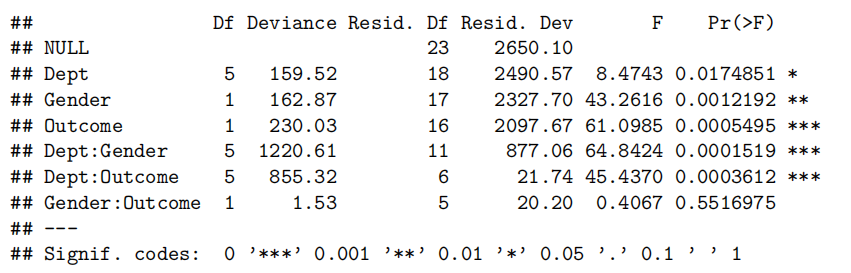 ##                Df Deviance Resid. Df Resid. Dev       F    Pr(>F)
## NULL                              23    2650.10
## Dept            5   159.52        18    2490.57  8.4743 0.0174851 *
## Gender          1   162.87        17    2327.70 43.2616 0.0012192 **
## Outcome         1   230.03        16    2097.67 61.0985 0.0005495 ***
## Dept:Gender     5  1220.61        11     877.06 64.8424 0.0001519 ***
## Dept:Outcome    5   855.32         6      21.74 45.4370 0.0003612 ***
## Gender:Outcome  1     1.53         5      20.20  0.4067 0.5516975
## ---
## Signif. codes:  0 '***' 0.001 '**' 0.01 '*' 0.05 '.' 0.1 ' ' 1